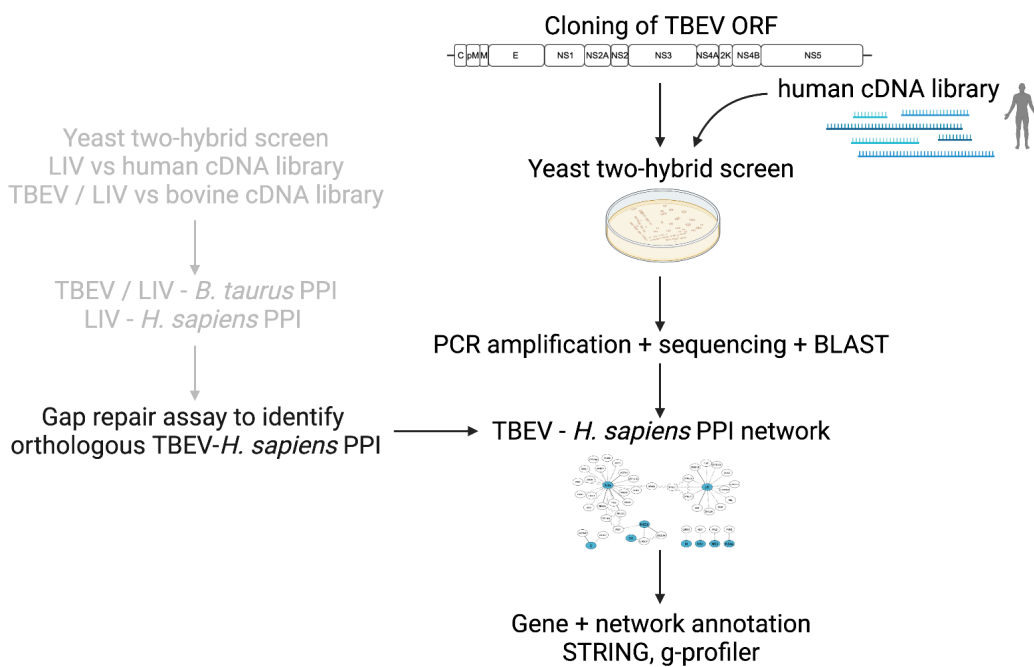 Cloning of TBEV ORF
C pM M E NS1 NS2A NS2 NS3 NS4A 2K NS4B NS5
human cDNA library
Yeast two-hybrid screen
LIV vs human cDNA library
TBEV / LIV vs bovine cDNA library
Yeast two-hybrid screen
TBEV / LIV - B. taurus PPI
LIV - H. sapiens PPI
PCR amplification + sequencing + BLAST
Gap repair assay to identify
orthologous TBEV-H. sapiens PPI
TBEV - H. sapiens PPI network
Gene + network annotation
STRING, g-profiler